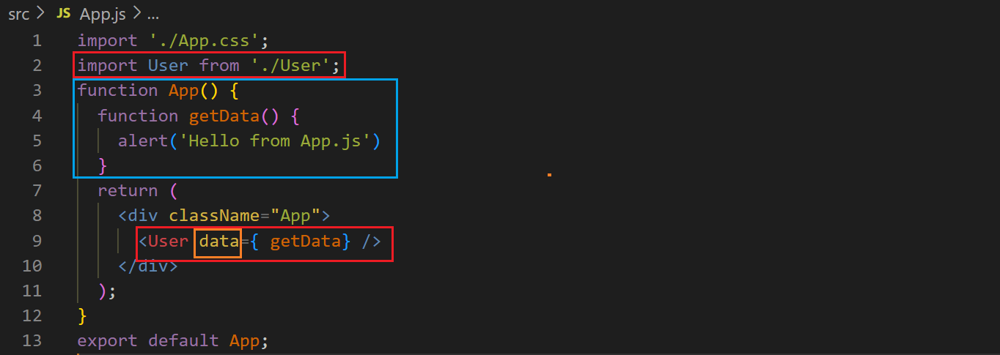 src > JS App.js > ...
1 import './App.css';
2 import User from './User';
3 function App() {
4   function getData() {
5     alert('Hello from App.js')
6   }
7   return (
8     <div className="App">
9       <User data={ getData} />
10     </div>
11   );
12 }
13 export default App;